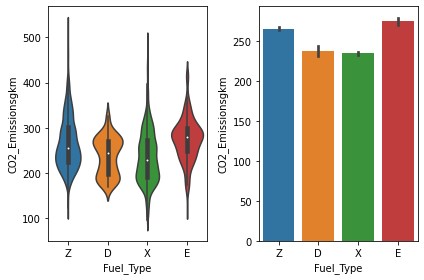 500
400
300
200
100
CO2_Emissionsgkm
Z D X E
Fuel_Type
250
200
150
100
50
0
CO2_Emissionsgkm
Z D X E
Fuel_Type